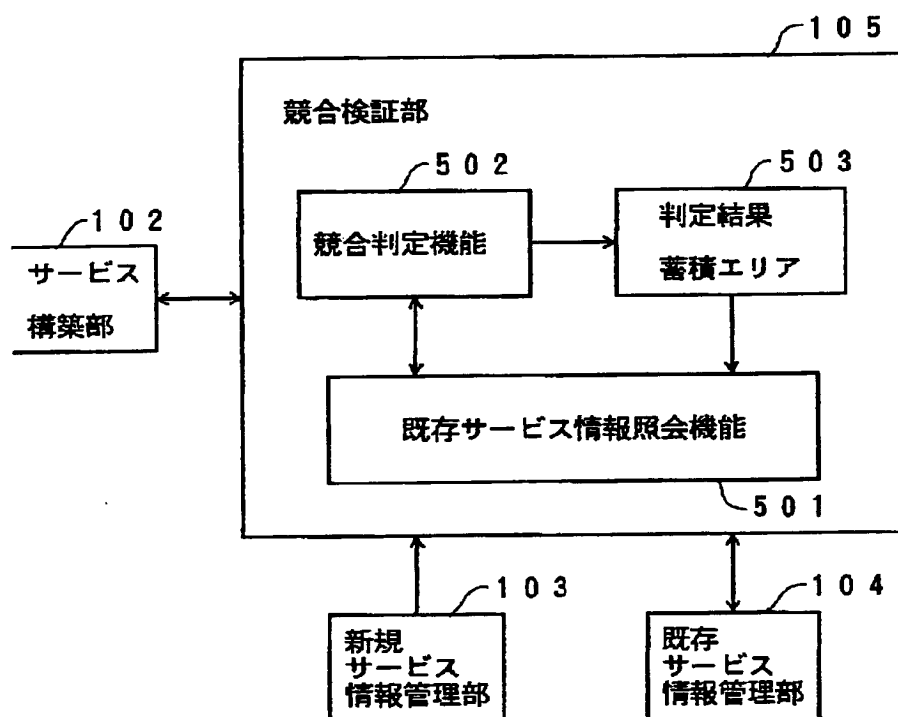 105
競合検証部
502
503
競合判定機能
判定結果
蓄積エリア
102
サービス
構築部
既存サービス情報照会機能
501
103
新規
サービス
情報管理部
104
既存
サービス
情報管理部